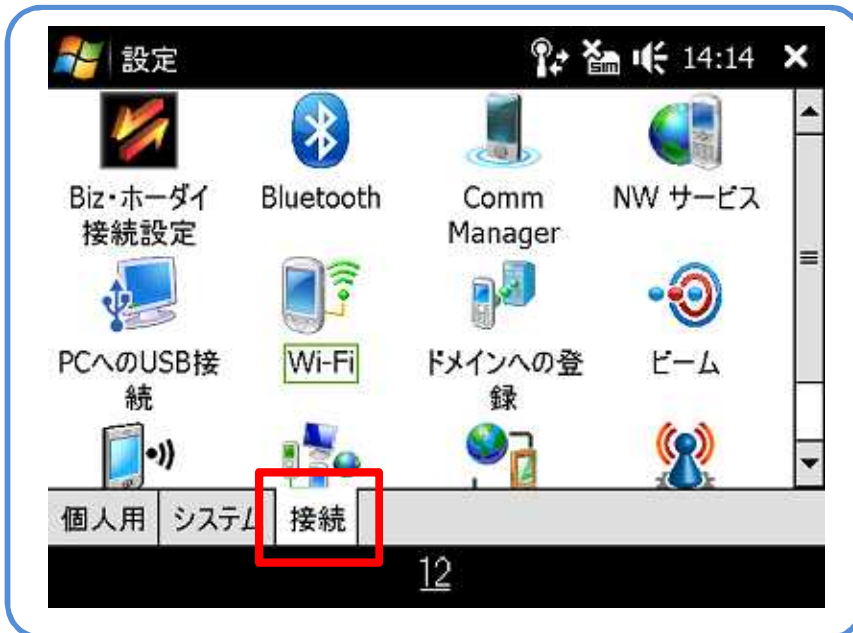 設定
SIM
14:14
Biz・ホーダイ
接続設定
Bluetooth
Comm
Manager
NW サービス
PCへのUSB接
続
Wi-Fi
ドメインへの登
録
ビーム
個人用
システム
接続
12